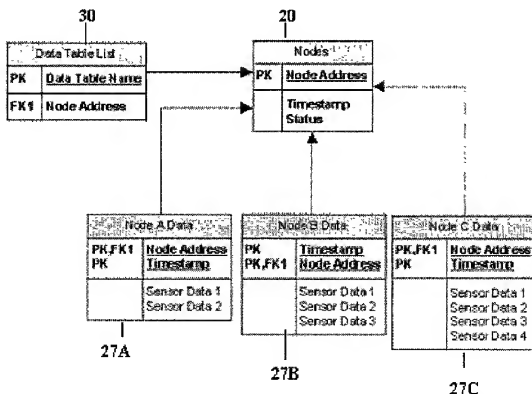 30
20
Data Table List
PK Data Table Name
FK1 Node Address
Nodes
PK Node Address
Timestamp
Status
Node A Data
PK,FK1 Node Address
PK Timestamp
Sensor Data 1
Sensor Data 2
Node B Data
PK Timestamp
PK,FK1 Node Address
Sensor Data 1
Sensor Data 2
Sensor Data 3
Node C Data
PK,FK1 Node Address
PK Timestamp
Sensor Data 1
Sensor Data 2
Sensor Data 3
Sensor Data 4
27A
27B
27C